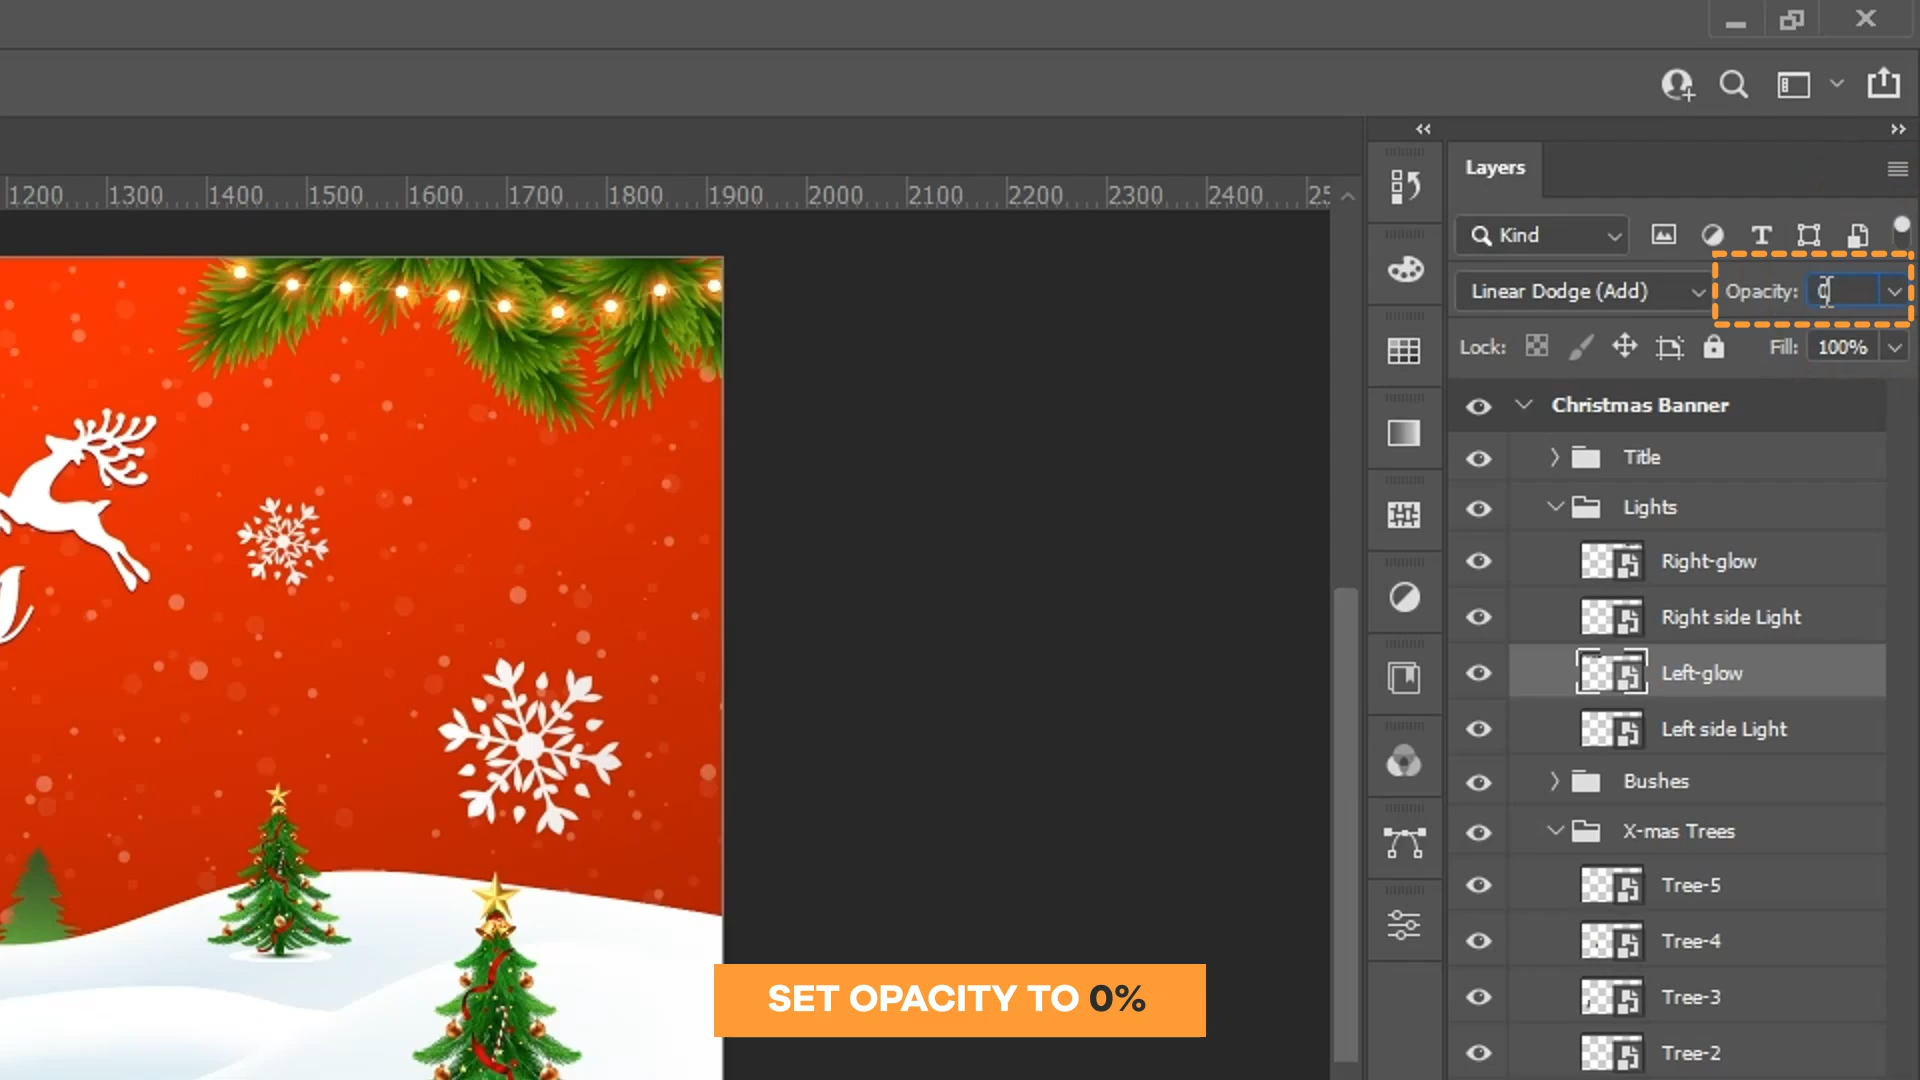 1200 1300 1400 1500 1600 1700 1800 1900 2000 2100 2200 2300 2400 25
Layers
Kind
Linear Dodge (Add) Opacity: 0
Lock: Fill: 100%
Christmas Banner
Title
Lights
Right-glow
Right side Light
Left-glow
Left side Light
Bushes
X-mas Trees
Tree-5
Tree-4
Tree-3
Tree-2
SET OPACITY TO 0%